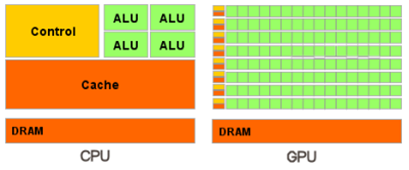 Control
ALU ALU
ALU ALU
Cache
DRAM
CPU
DRAM
GPU